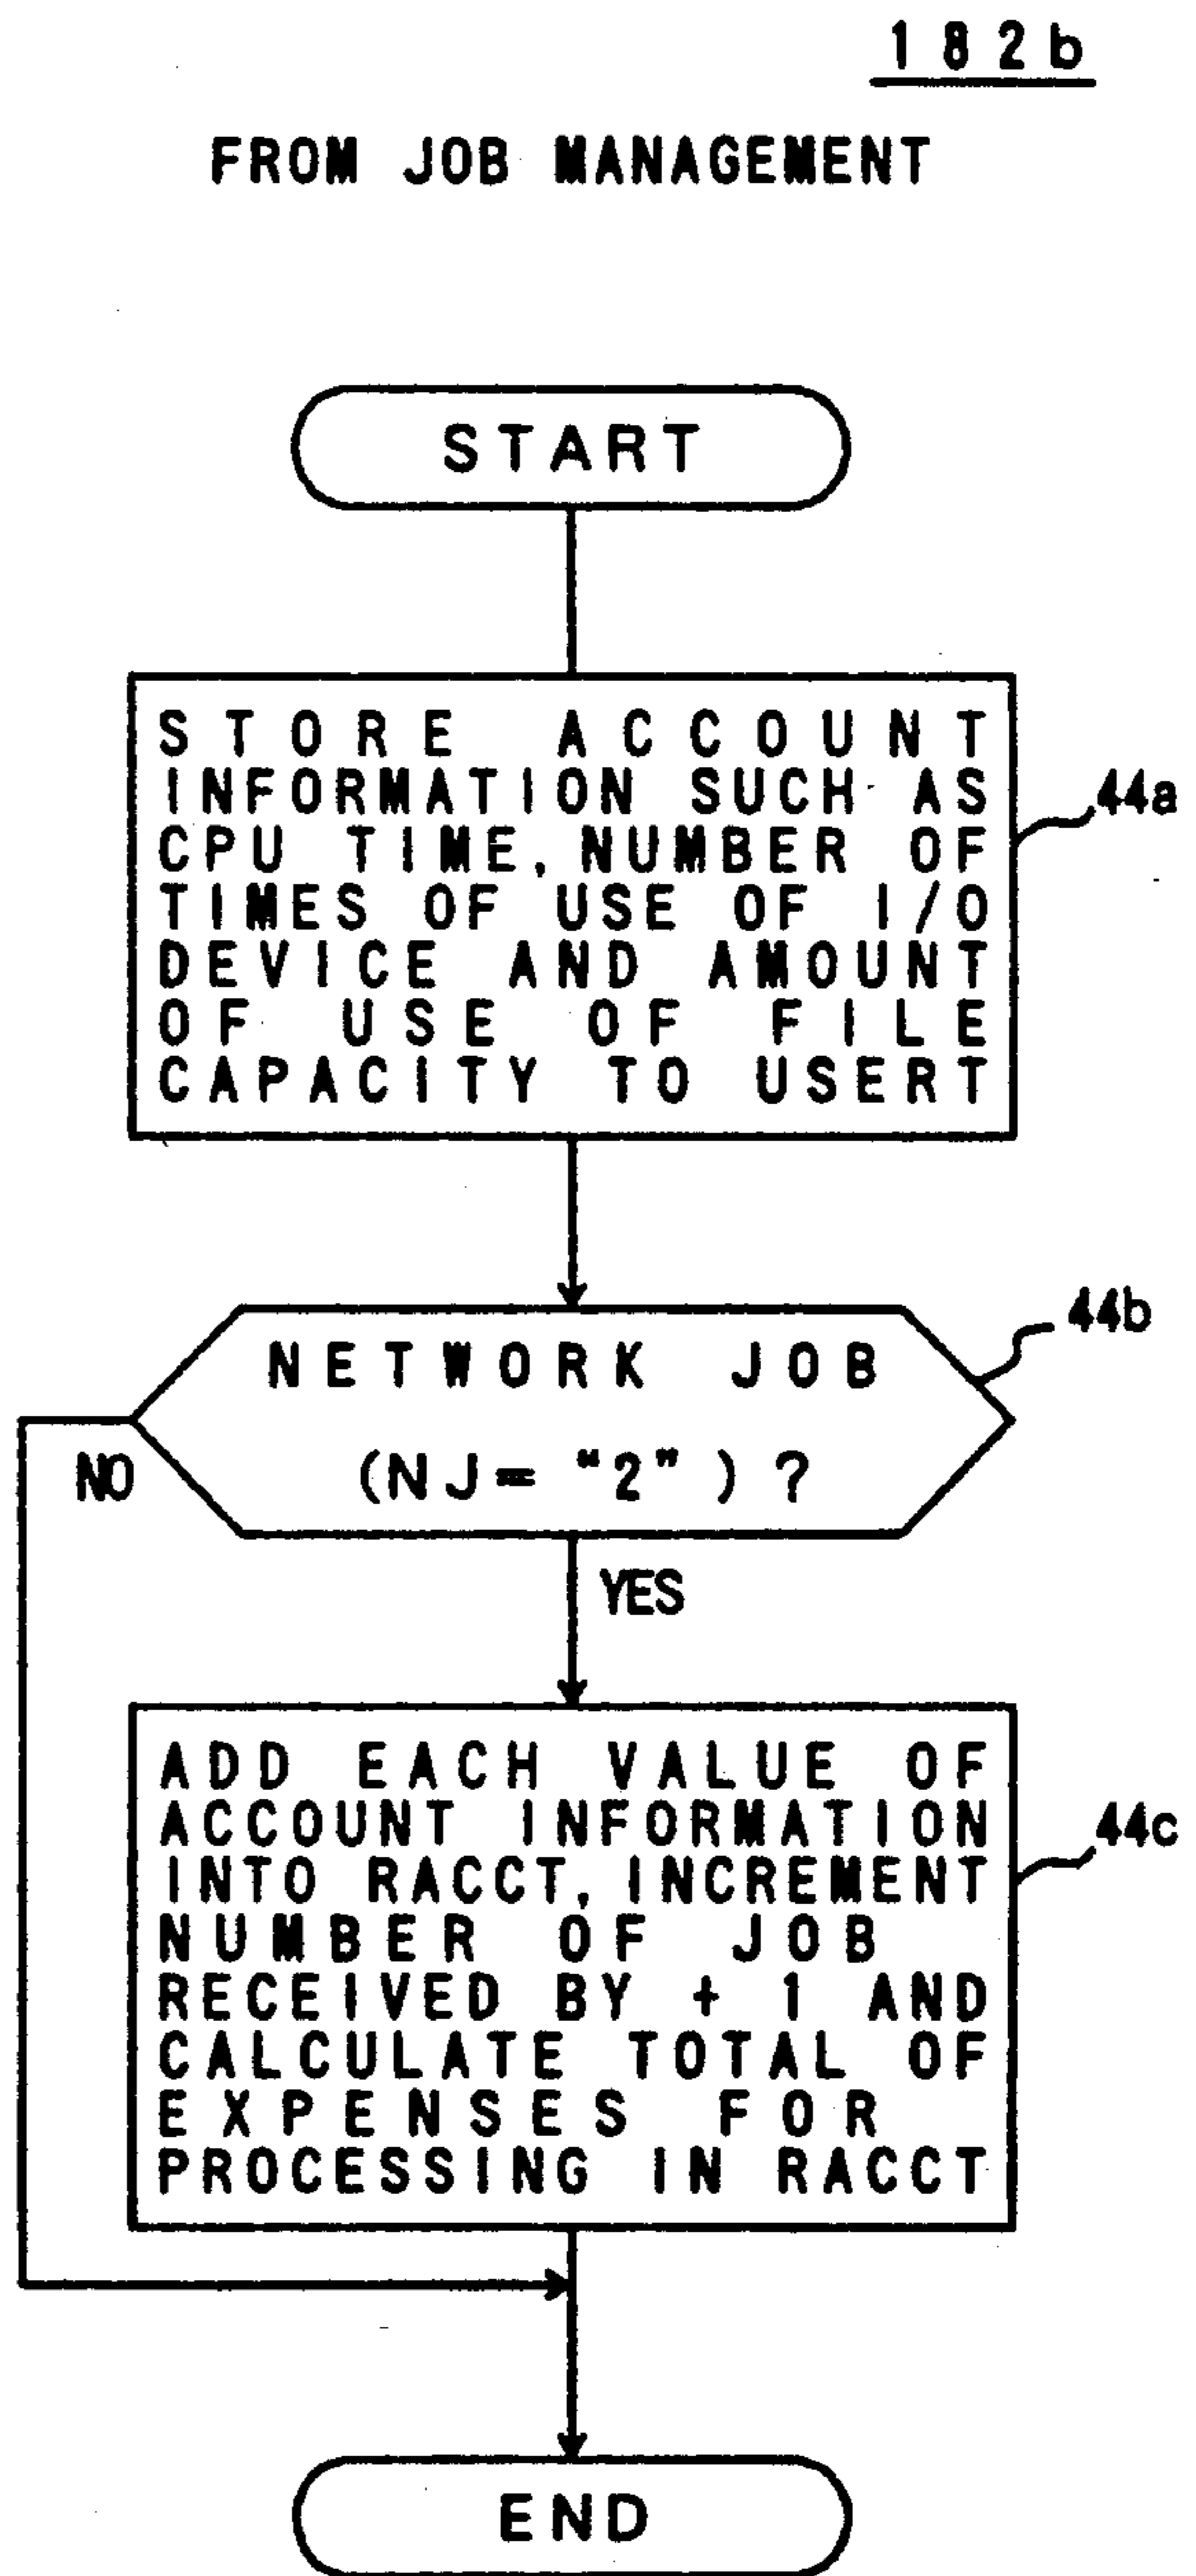 182b
FROM JOB MANAGEMENT
START
STORE ACCOUNT
INFORMATION SUCH AS
CPU TIME, NUMBER OF
TIMES OF USE OF I/O
DEVICE AND AMOUNT
OF USE OF FILE
CAPACITY TO USERT
44a
44b
NETWORK JOB
(NJ= "2") ?
NO
YES
ADD EACH VALUE OF
ACCOUNT INFORMATION
INTO RACCT, INCREMENT
NUMBER OF JOB
RECEIVED BY + 1 AND
CALCULATE TOTAL OF
EXPENSES FOR
PROCESSING IN RACCT
44c
END